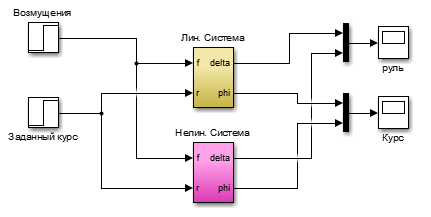 Возмущения
Лин. Система
f delta
r phi
руль
Заданный курс
Нелин. Система
f delta
r phi
Курс